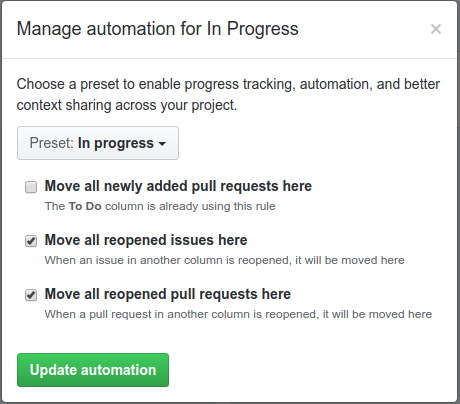 Manage automation for In Progress ×
Choose a preset to enable progress tracking, automation, and better
context sharing across your project.
Preset: In progress
Move all newly added pull requests here
The To Do column is already using this rule
Move all reopened issues here
When an issue in another column is reopened, it will be moved here
Move all reopened pull requests here
When a pull request in another column is reopened, it will be moved here
Update automation